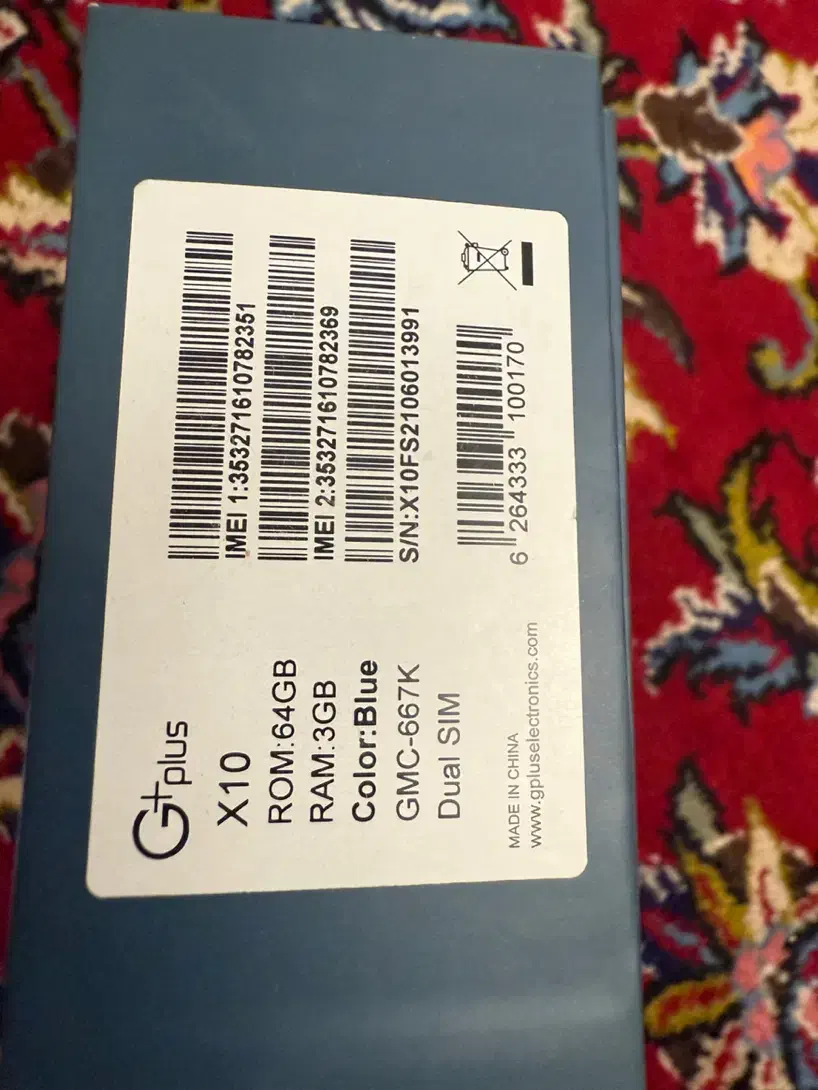 G+plus
X10
ROM:64GB
RAM:3GB
Color:Blue
GMC-667K
Dual SIM
MADE IN CHINA
www.gpluselectronics.com
IMEI 1:353271610782351
IMEI 2:353271610782369
S/N:X10FS2106013991
6 264333 100170